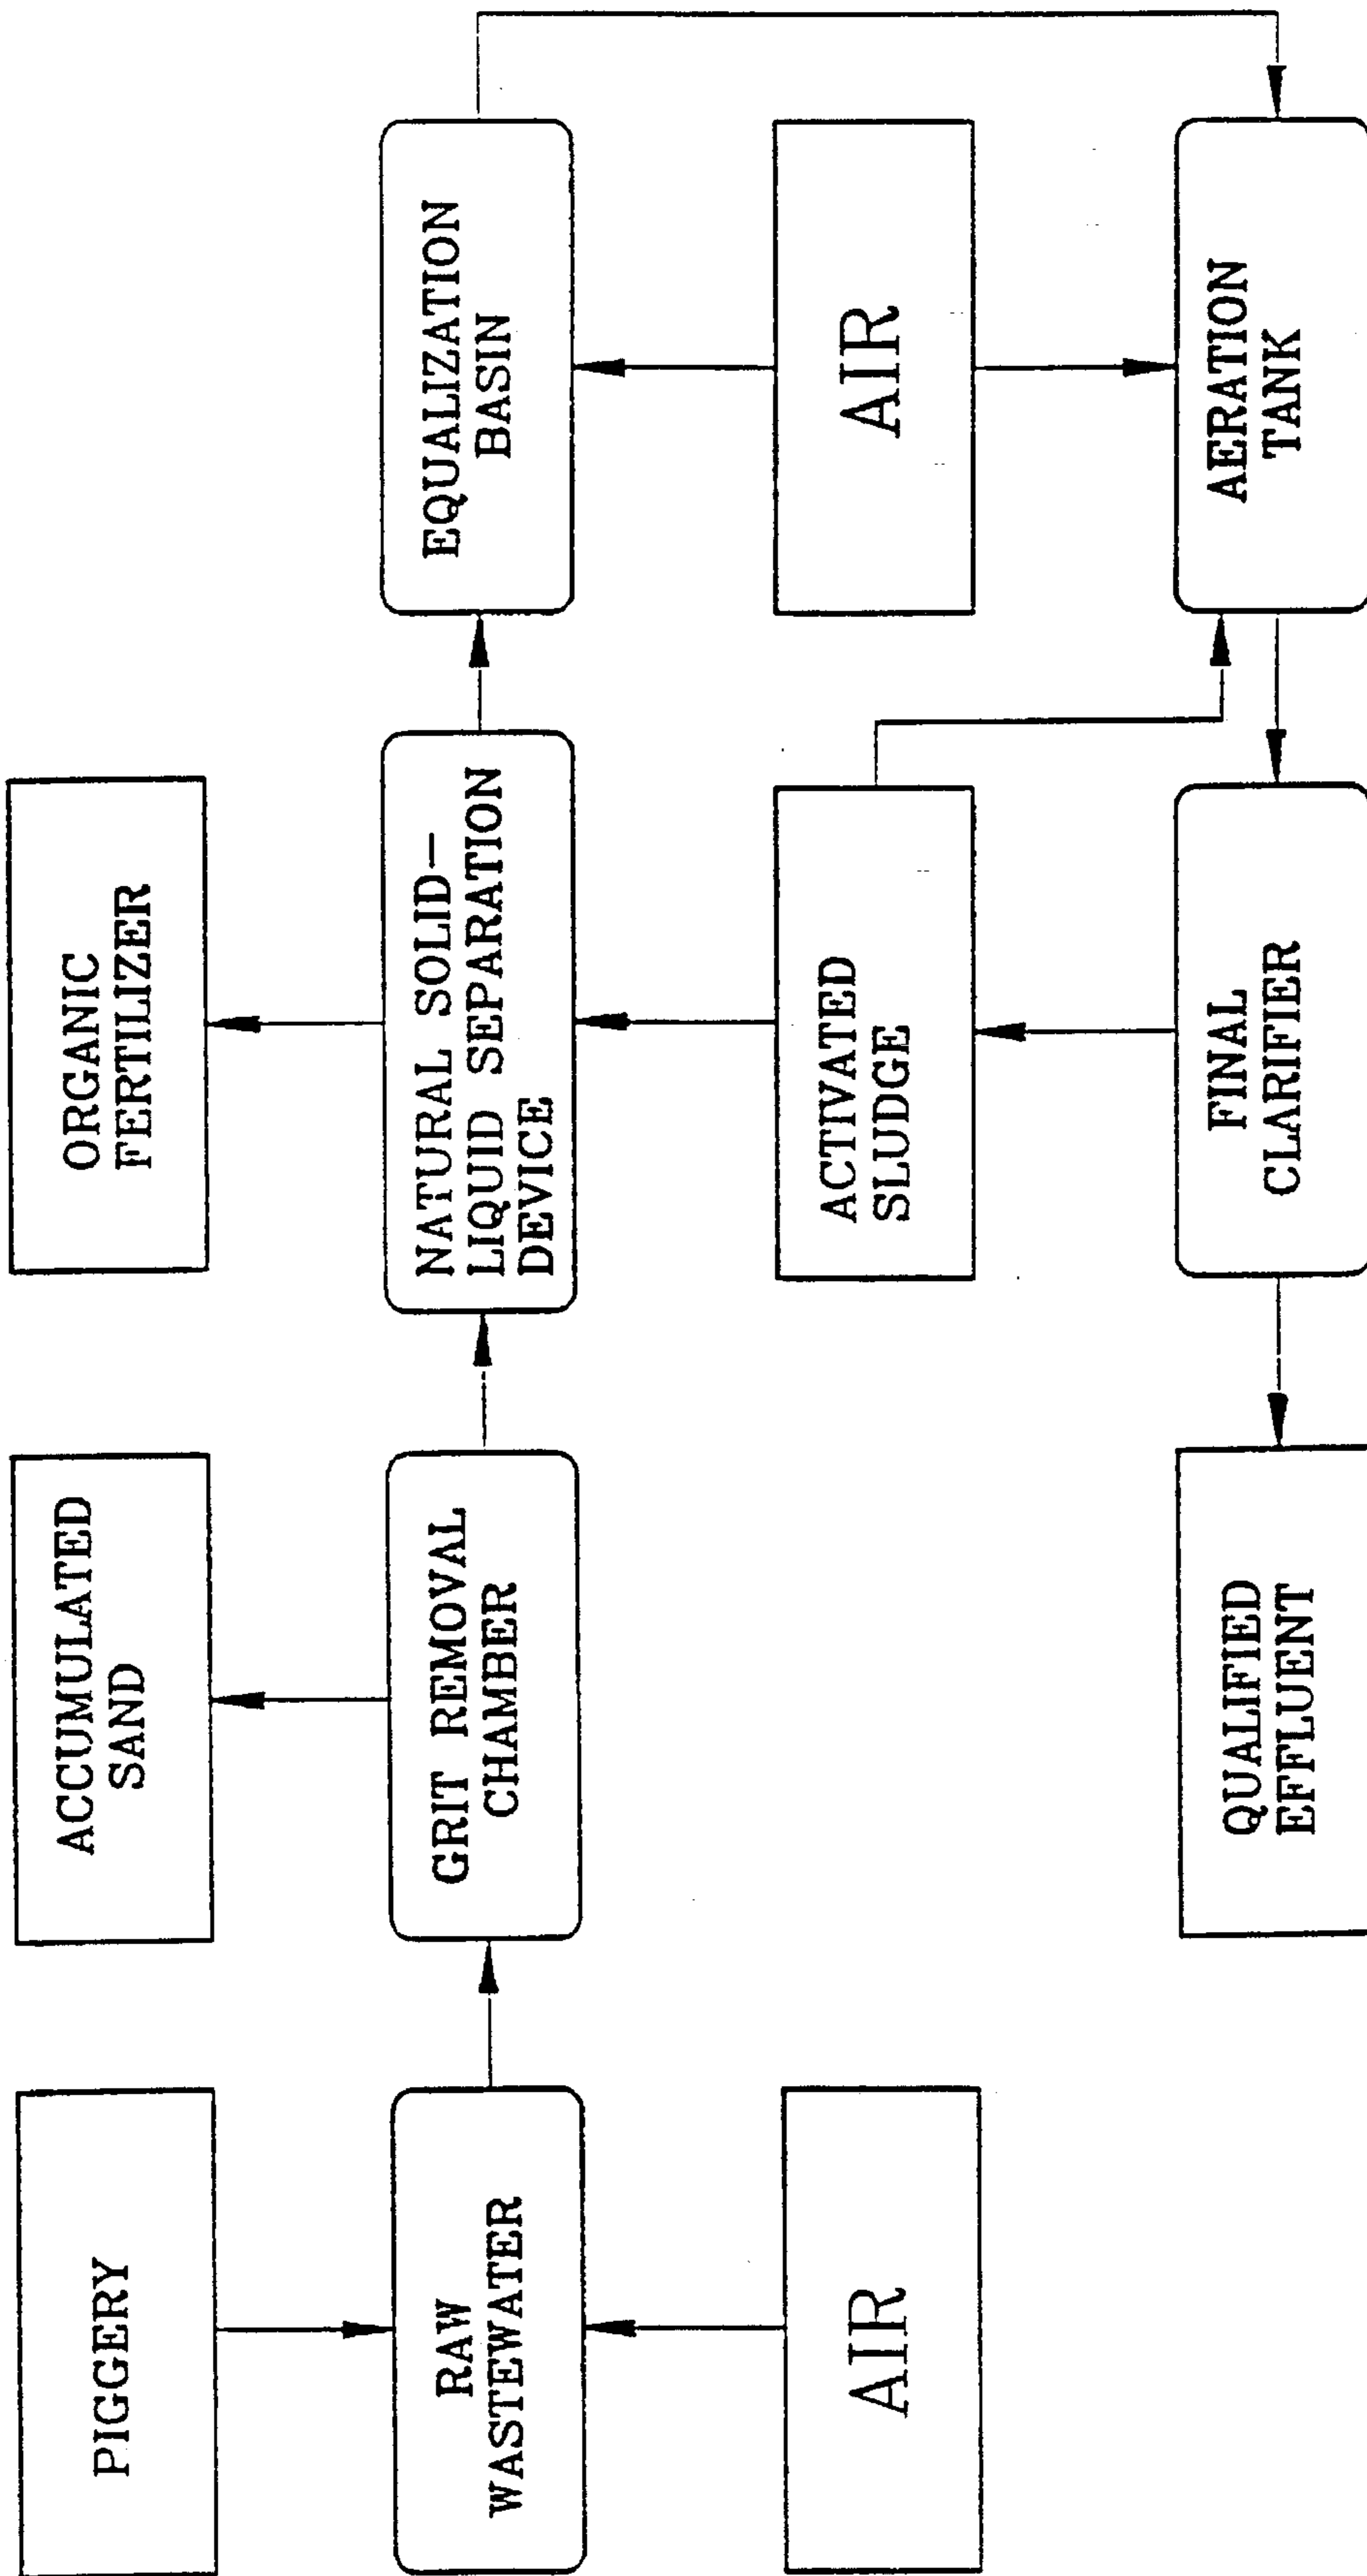 PIGGERY
ACCUMULATED
SAND
ORGANIC
FERTILIZER
RAW
WASTEWATER
GRIT REMOVAL
CHAMBER
NATURAL SOLID-
LIQUID SEPARATION
DEVICE
EQUALIZATION
BASIN
AIR
ACTIVATED
SLUDGE
AIR
QUALIFIED
EFFLUENT
FINAL
CLARIFIER
AERATION
TANK